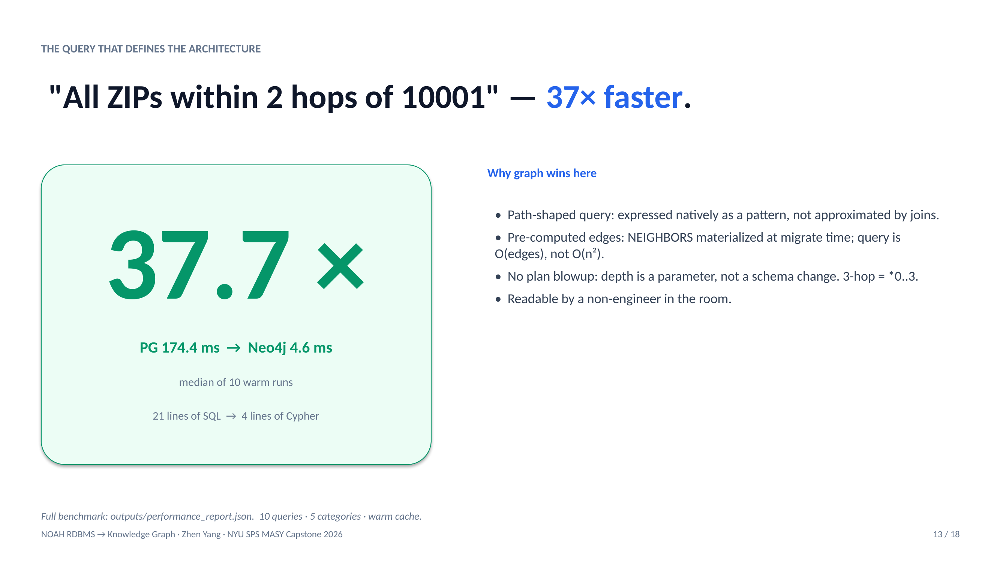 THE QUERY THAT DEFINES THE ARCHITECTURE
"All ZIPs within 2 hops of 10001" — 37× faster.
37.7 ×
PG 174.4 ms → Neo4j 4.6 ms
median of 10 warm runs
21 lines of SQL → 4 lines of Cypher
Why graph wins here
• Path-shaped query: expressed natively as a pattern, not approximated by joins.
• Pre-computed edges: NEIGHBORS materialized at migrate time; query is
O(edges), not O(n²).
• No plan blowup: depth is a parameter, not a schema change. 3-hop = *0..3.
• Readable by a non-engineer in the room.
Full benchmark: outputs/performance_report.json. 10 queries · 5 categories · warm cache.
NOAH RDBMS → Knowledge Graph · Zhen Yang · NYU SPS MASY Capstone 2026
13 / 18